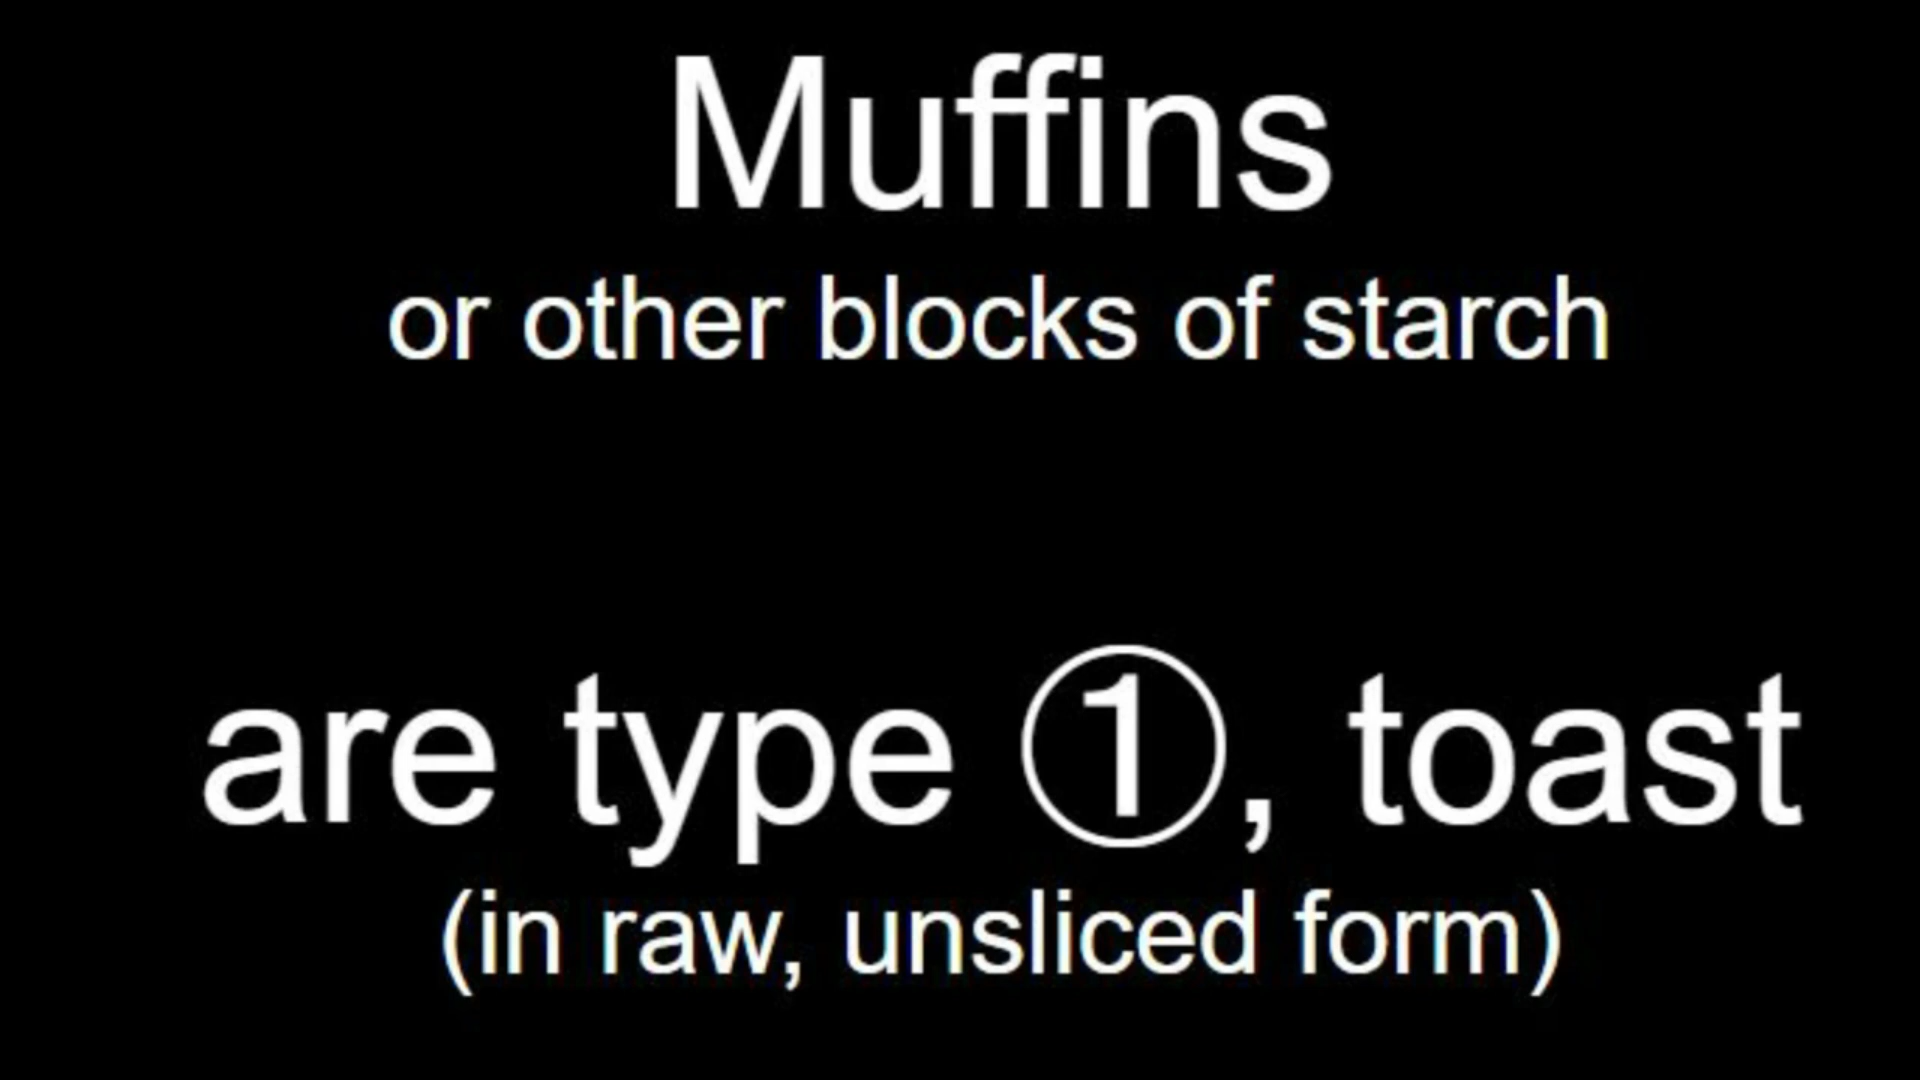 Muffins
or other blocks of starch
are type ①, toast
(in raw, unsliced form)